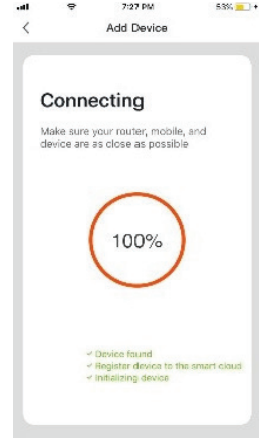 7:27 PM 53%
Add Device
Connecting
Make sure your router, mobile, and
device are as close as possible
100%
Device found
Register device to the smart cloud
Initializing device